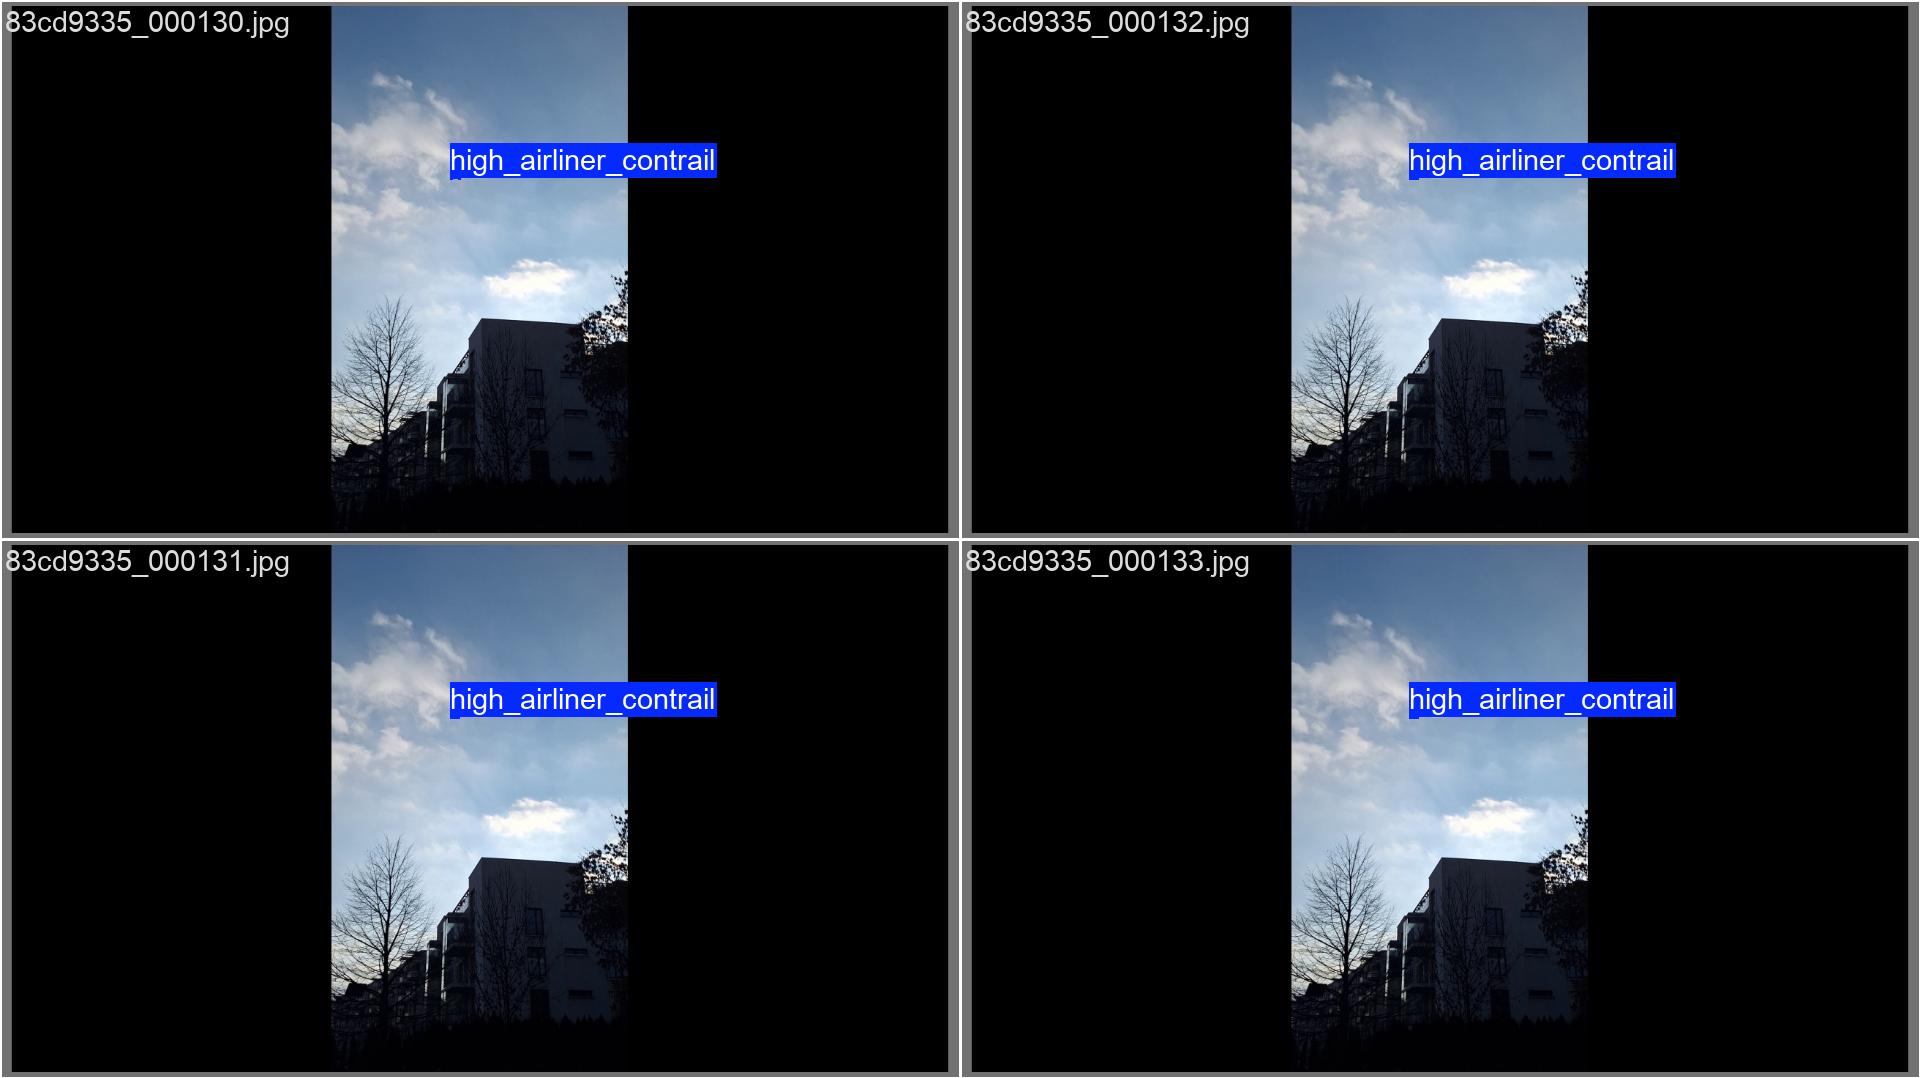 83cd9335_000130.jpg
high_airliner_contrail
83cd9335_000132.jpg
high_airliner_contrail
83cd9335_000131.jpg
high_airliner_contrail
83cd9335_000133.jpg
high_airliner_contrail